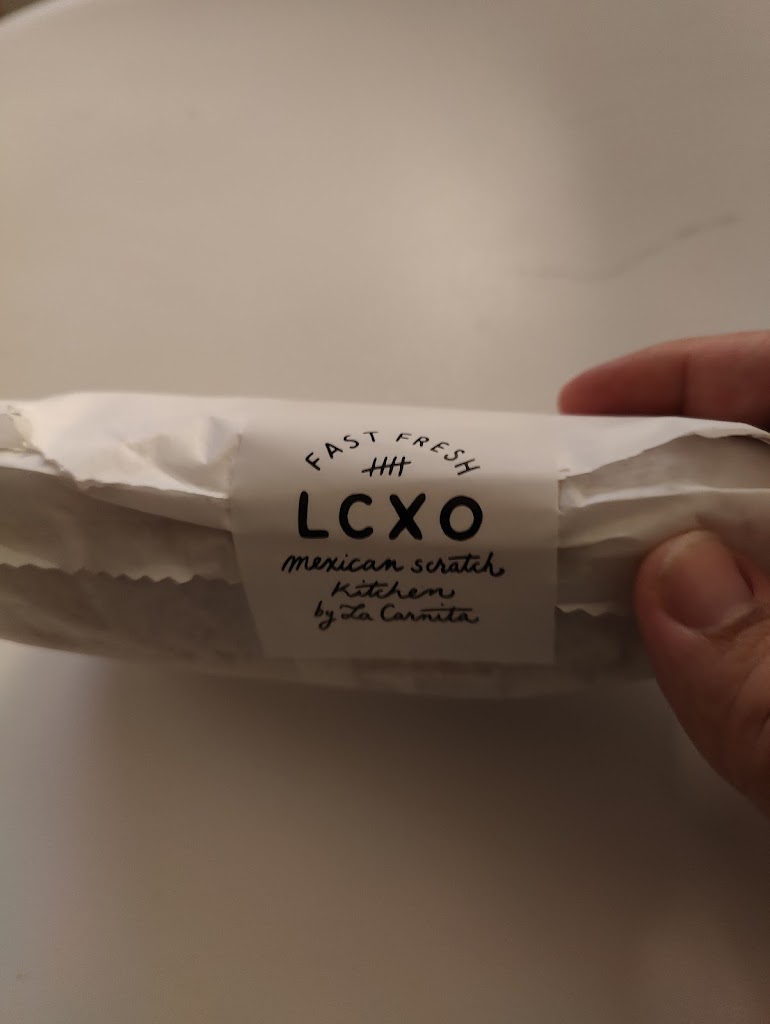 FAST FRESH
LCXO
mexican scratch
Kitchen
by La Carnita